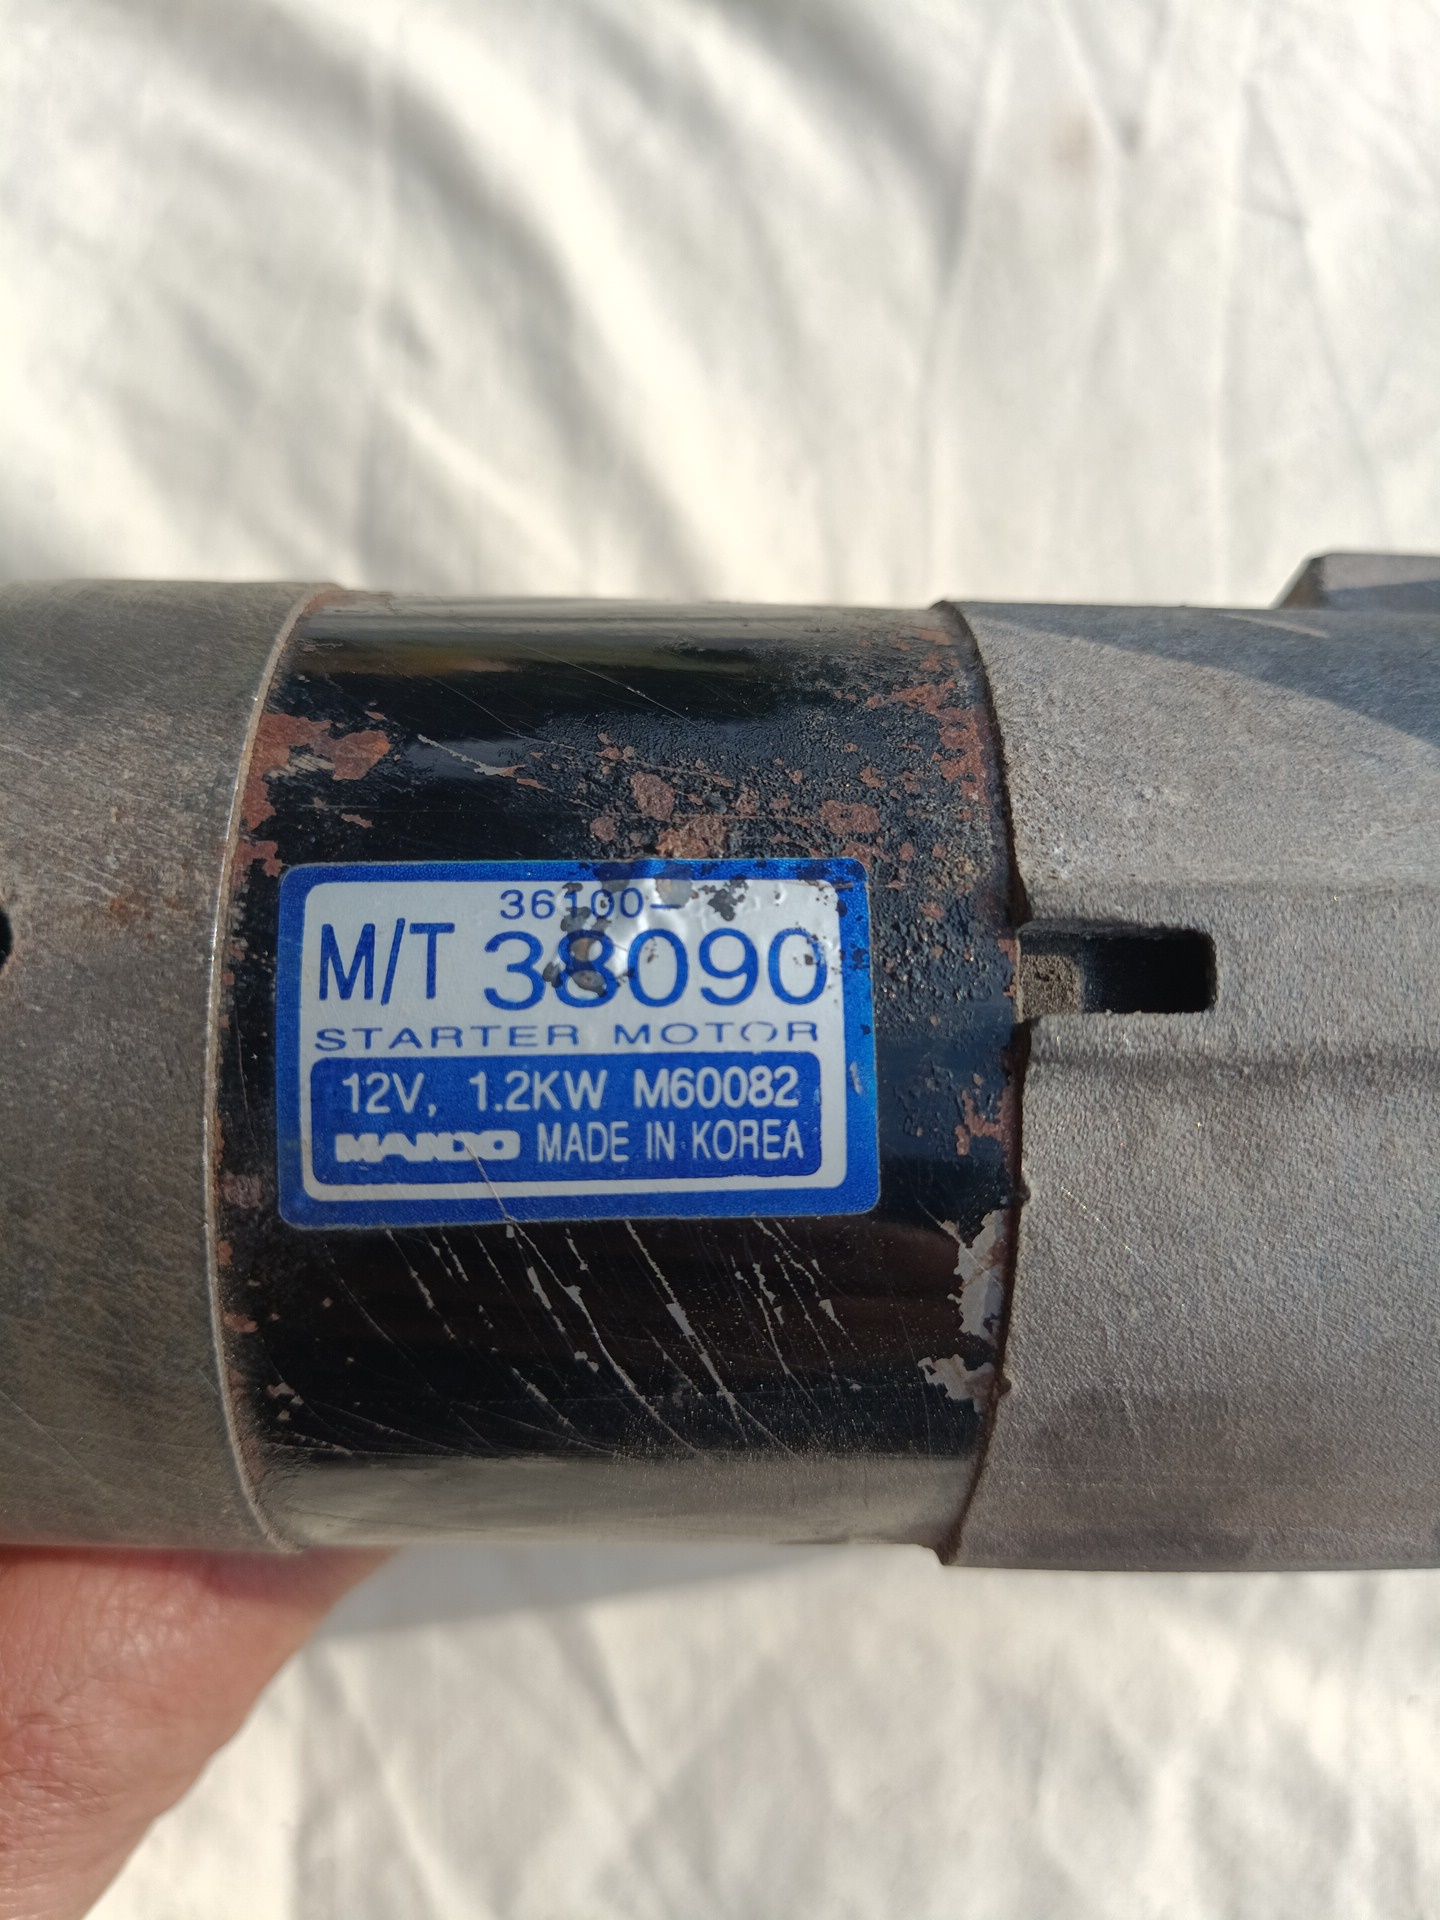 36100-
M/T 38090
STARTER MOTOR
12V, 1.2KW M60082
MANDO MADE IN KOREA